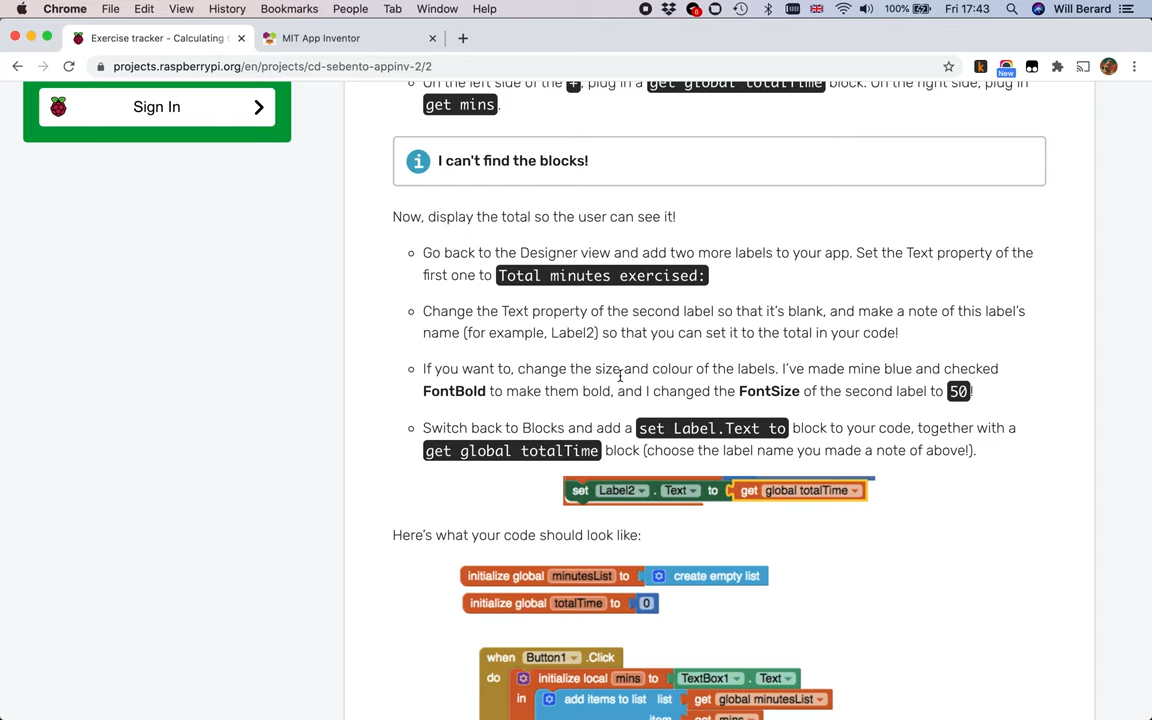 Chrome File Edit View History Bookmarks People Tab Window Help 6 100% Fri 17:43 Will Berard
Exercise tracker - Calculating t MIT App Inventor
projects.raspberrypi.org/en/projects/cd-sebento-appinv-2/2 k New
On the left side of the +, plug in a get global totalTime block. On the right side, plug in
get mins.
Sign In
I can't find the blocks!
Now, display the total so the user can see it!
Go back to the Designer view and add two more labels to your app. Set the Text property of the
first one to Total minutes exercised:
Change the Text property of the second label so that it's blank, and make a note of this label's
name (for example, Label2) so that you can set it to the total in your code!
If you want to, change the size and colour of the labels. I've made mine blue and checked
FontBold to make them bold, and I changed the FontSize of the second label to 50!
Switch back to Blocks and add a set Label.Text to block to your code, together with a
get global totalTime block (choose the label name you made a note of above!).
set Label2 . Text to get global totalTime
Here's what your code should look like:
initialize global minutesList to create empty list
initialize global totalTime to 0
when Button1 .Click
do initialize local mins to TextBox1 . Text
in add items to list list get global minutesList
item get mins